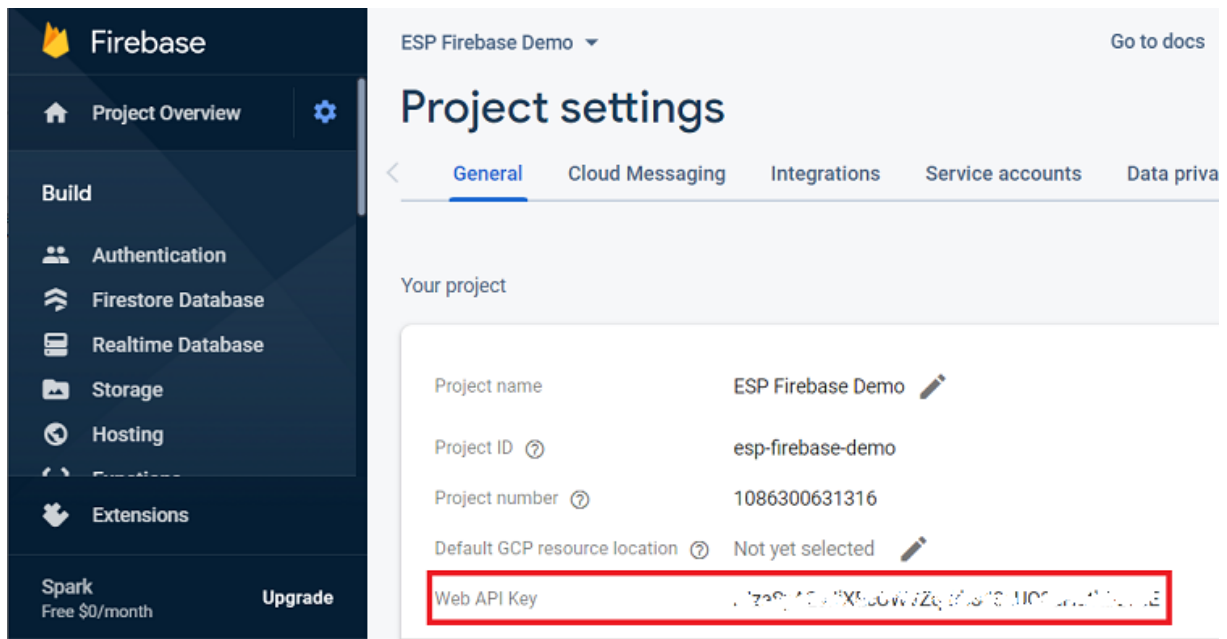 Firebase
Project Overview
Build
Authentication
Firestore Database
Realtime Database
Storage
Hosting
Extensions
Spark
Free $0/month
Upgrade
ESP Firebase Demo
Go to docs
Project settings
General Cloud Messaging Integrations Service accounts Data priva
Your project
Project name ESP Firebase Demo
Project ID esp-firebase-demo
Project number 1086300631316
Default GCP resource location Not yet selected
Web API Key